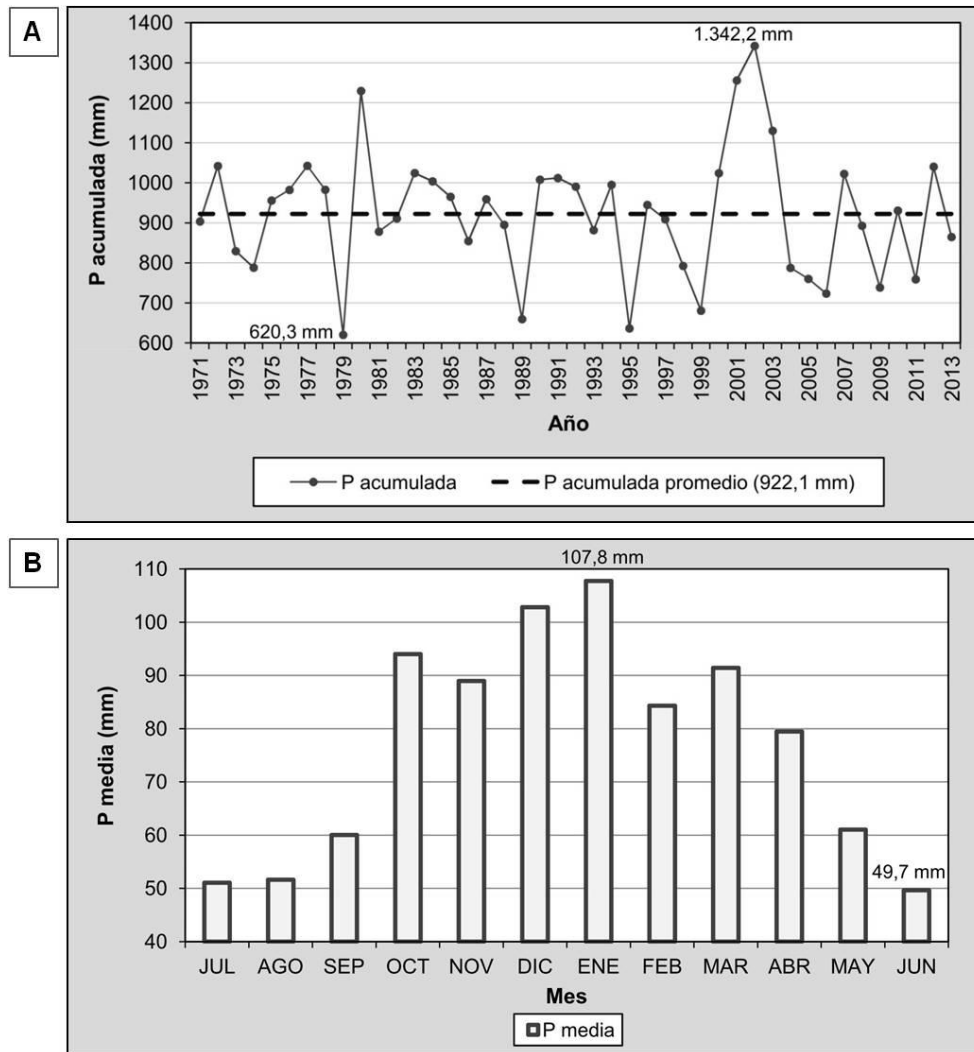 A
P acumulada (mm)
1400
1300
1200
1100
1000
900
800
700
600
1.342,2 mm
620,3 mm
1971
1973
1975
1977
1979
1981
1983
1985
1987
1989
1991
1993
1995
1997
1999
2001
2003
2005
2007
2009
2011
2013
Año
P acumulada
P acumulada promedio (922,1 mm)
B
P media (mm)
110
100
90
80
70
60
50
40
107,8 mm
49,7 mm
JUL AGO SEP OCT NOV DIC ENE FEB MAR ABR MAY JUN
Mes
P media